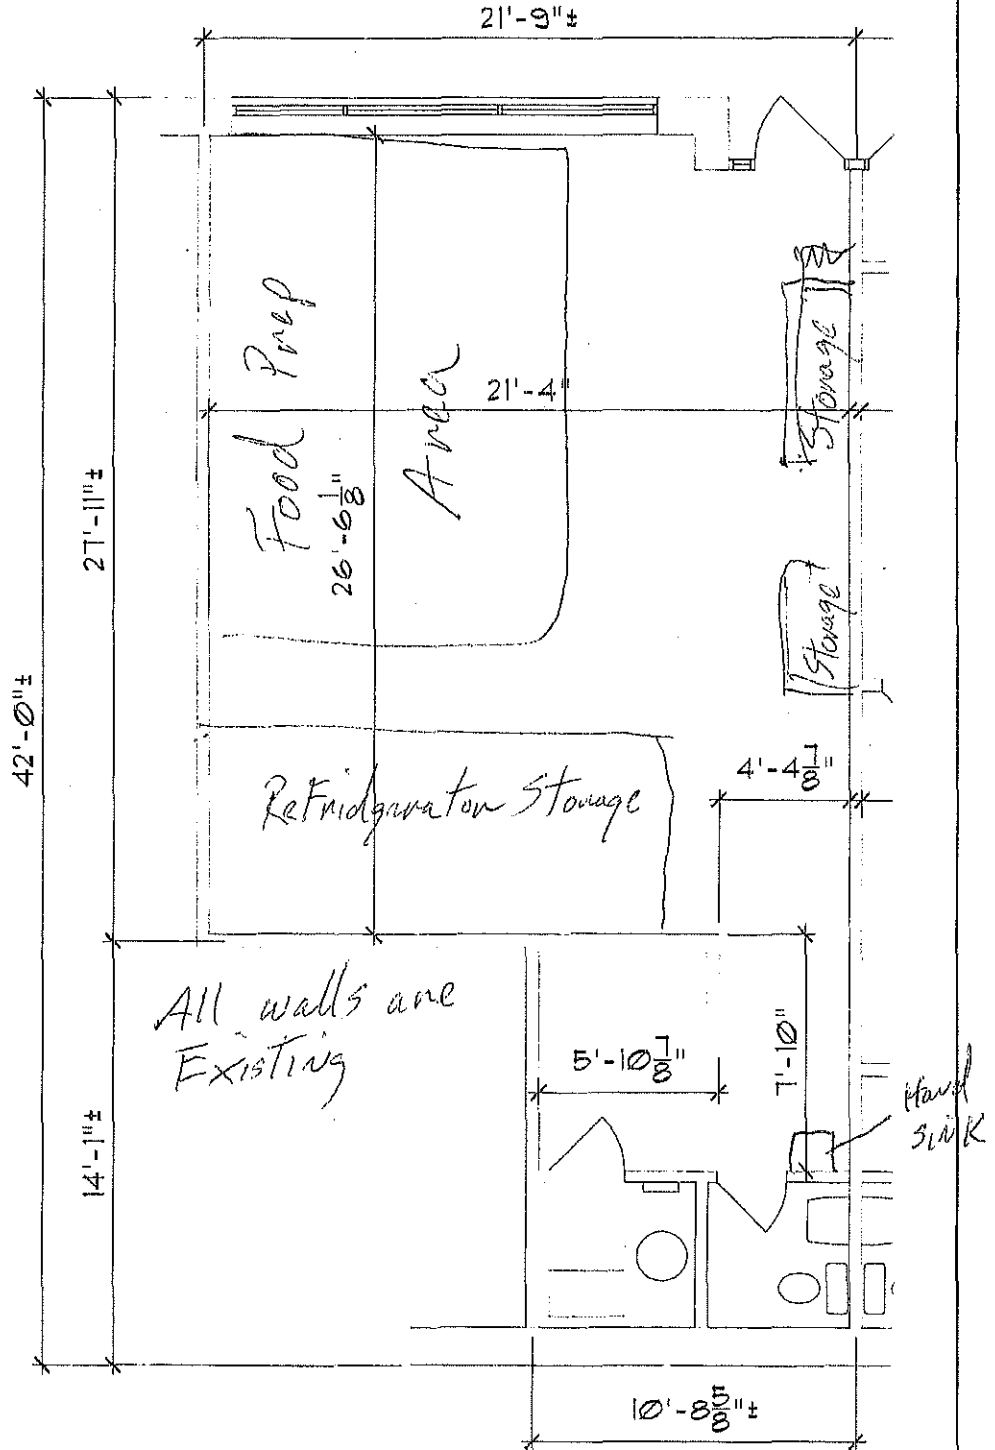 21'-9"±
Food Prep
Area
21'-4"
26'-6 1/8"
Storage
27'-11"±
Storage
42'-0"±
4'-4 7/8"
ReFridgerator Storage
All walls are
Existing
5'-10 7/8"
7'-10"
Hand
SINK
14'-1"±
10'-8 5/8"±